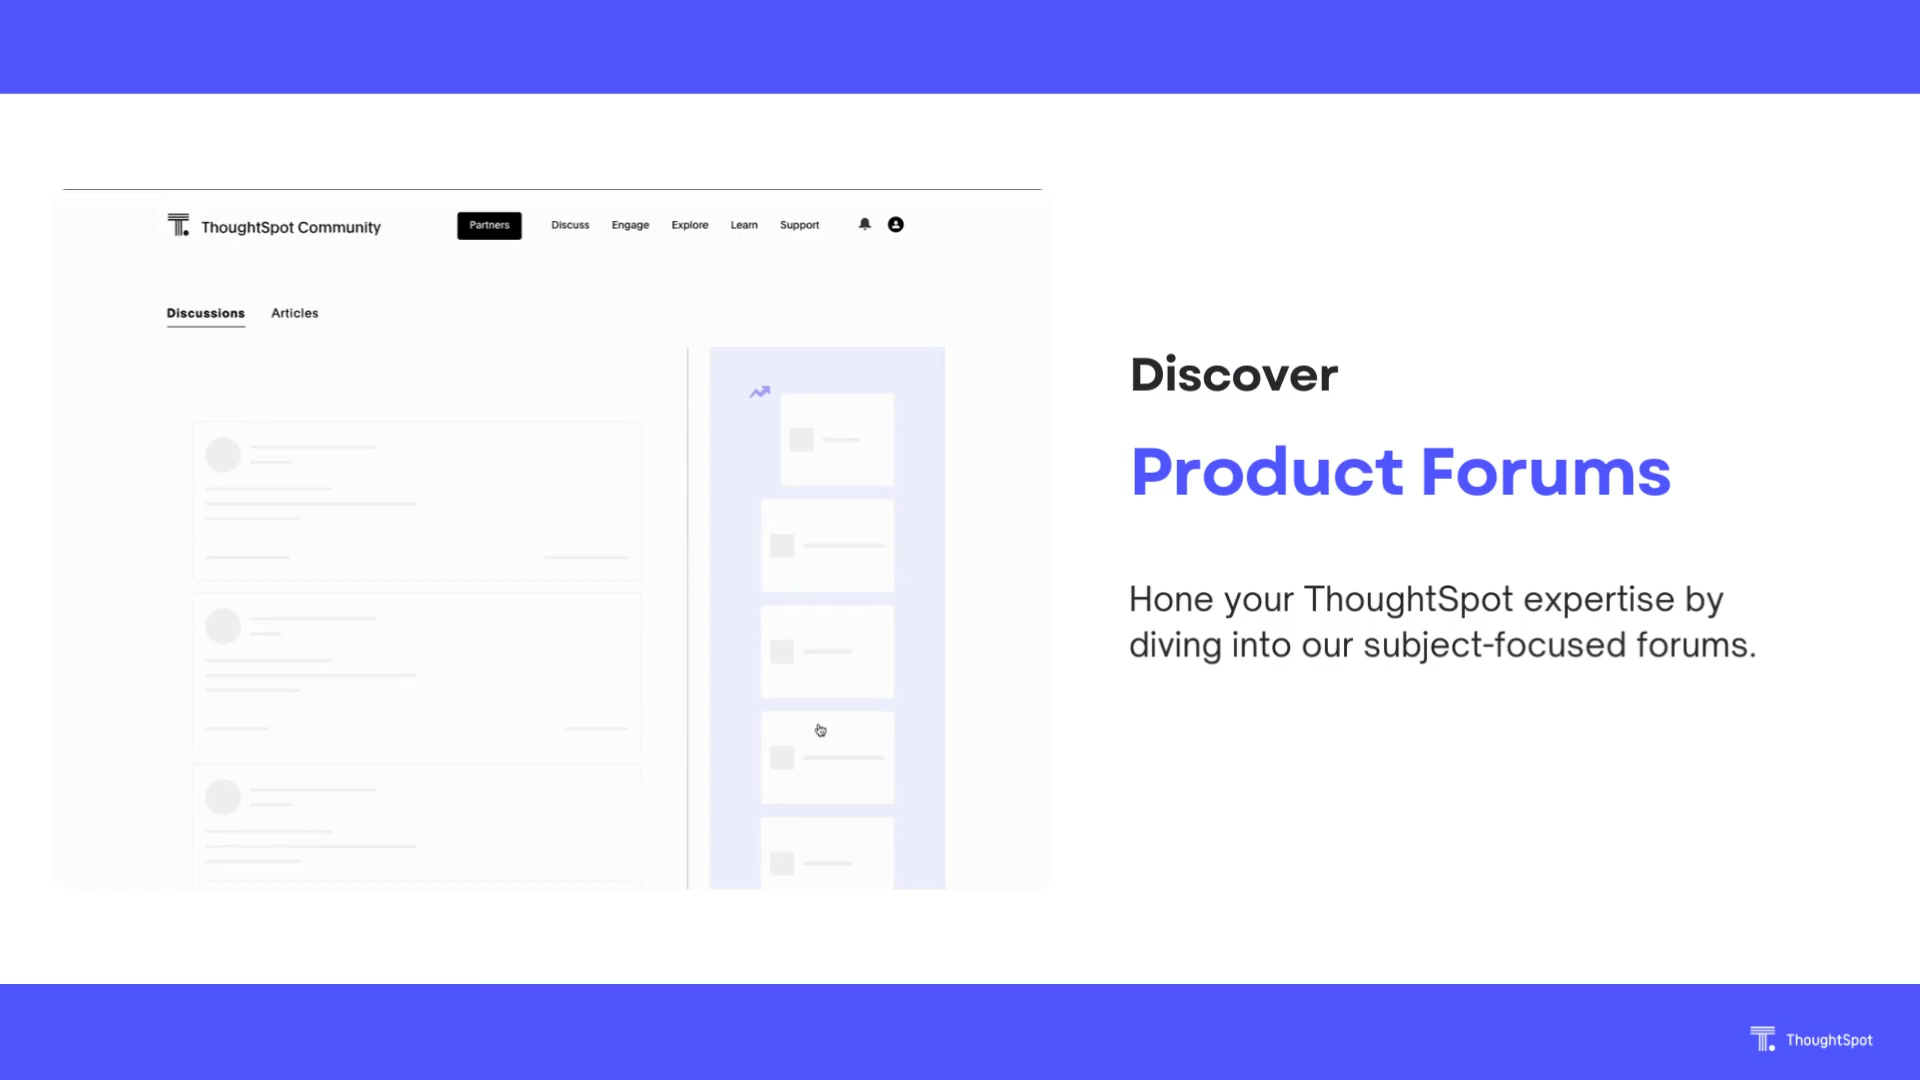 ThoughtSpot Community
Partners
Discuss
Engage
Explore
Learn
Support
Discussions
Articles
Discover
Product Forums
Hone your ThoughtSpot expertise by
diving into our subject-focused forums.
ThoughtSpot